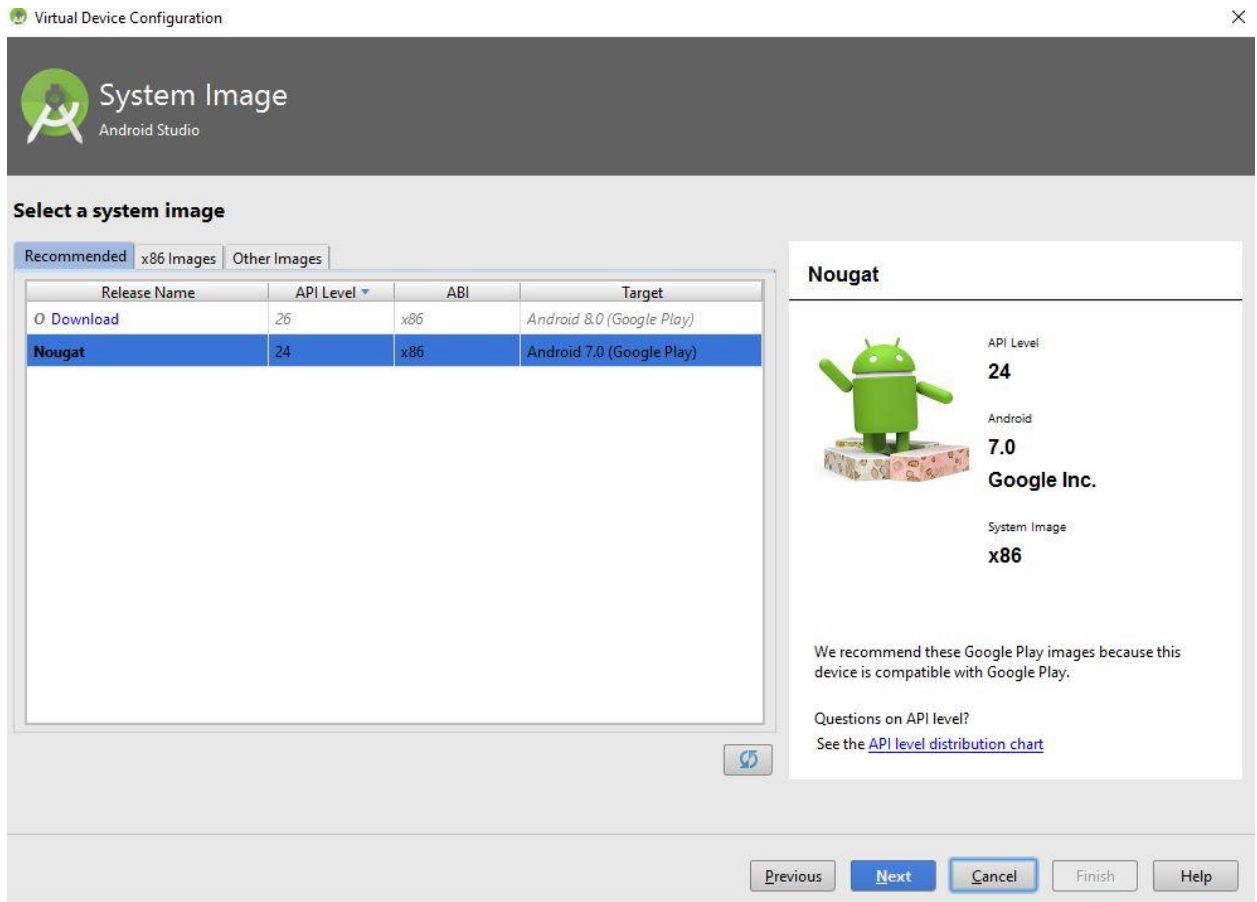 Virtual Device Configuration
System Image
Android Studio
Select a system image
Recommended x86 Images Other Images
Release Name API Level ABI Target
O Download 26 x86 Android 8.0 (Google Play)
Nougat 24 x86 Android 7.0 (Google Play)
Nougat
API Level
24
Android
7.0
Google Inc.
System Image
x86
We recommend these Google Play images because this
device is compatible with Google Play.
Questions on API level?
See the API level distribution chart
Previous Next Cancel Finish Help